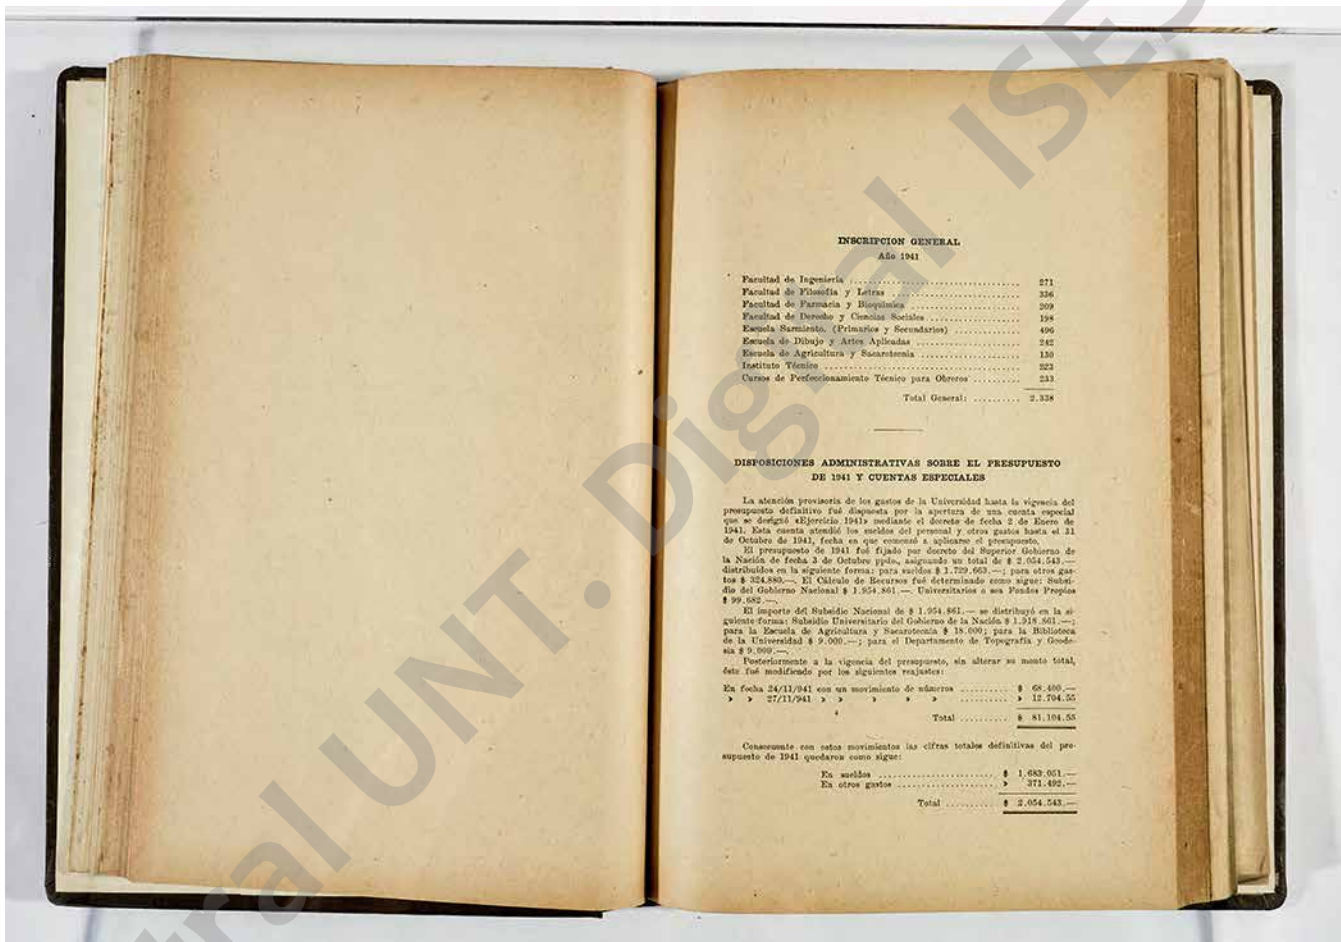 INSCRIPCION GENERAL
Año 1941
Facultad de Ingeniería .................................. 271
Facultad de Filosofía y Letras .......................... 336
Facultad de Farmacia y Bioquímica ....................... 209
Facultad de Derecho y Ciencias Sociales ................. 198
Escuela Sarmiento. (Primarios y Secundarios) ............ 496
Escuela de Dibujo y Artes Aplicadas ..................... 242
Escuela de Agricultura y Sacarotecnia ................... 130
Instituto Técnico ....................................... 223
Cursos de Perfeccionamiento Técnico para Obreros ......... 233
Total General: .......... 2.338
DISPOSICIONES ADMINISTRATIVAS SOBRE EL PRESUPUESTO
DE 1941 Y CUENTAS ESPECIALES
La atención provisoria de los gastos de la Universidad hasta la vigencia del
presupuesto definitivo fué dispuesta por la apertura de una cuenta especial
que se designó «Ejercicio 1941» mediante el decreto de fecha 2 de Enero de
1941. Esta cuenta atendió los sueldos del personal y otros gastos hasta el 31
de Octubre de 1941, fecha en que comenzó a aplicarse el presupuesto.
El presupuesto de 1941 fué fijado por decreto del Superior Gobierno de
la Nación de fecha 3 de Octubre ppdo., asignando un total de $ 2.054.543.—
distribuídos en la siguiente forma: para sueldos $ 1.729.663.—; para otros gas-
tos $ 324.880.—. El Cálculo de Recursos fué determinado como sigue: Subsi-
dio del Gobierno Nacional $ 1.954.861.—. Universitarios o sea Fondos Propios
$ 99.682.—.
El importe del Subsidio Nacional de $ 1.954.861.— se distribuyó en la si-
guiente forma: Subsidio Universitario del Gobierno de la Nación $ 1.918.861.—;
para la Escuela de Agricultura y Sacarotecnia $ 18.000; para la Biblioteca
de la Universidad $ 9.000.—; para el Departamento de Topografía y Geode-
sia $ 9.000.—.
Posteriormente a la vigencia del presupuesto, sin alterar su monto total,
éste fué modificando por los siguientes reajustes:
En fecha 24/11/941 con un movimiento de números .......... $ 68.400.—
» » 27/11/941 » » » » » .......... » 12.704.55
Total .......... $ 81.104.55
Consecuente con estos movimientos las cifras totales definitivas del pre-
supuesto de 1941 quedaron como sigue:
En sueldos ........................ $ 1.683.051.—
En otros gastos .................... » 371.492.—
Total .......... $ 2.054.543.—
tral UNT. Digital ISES